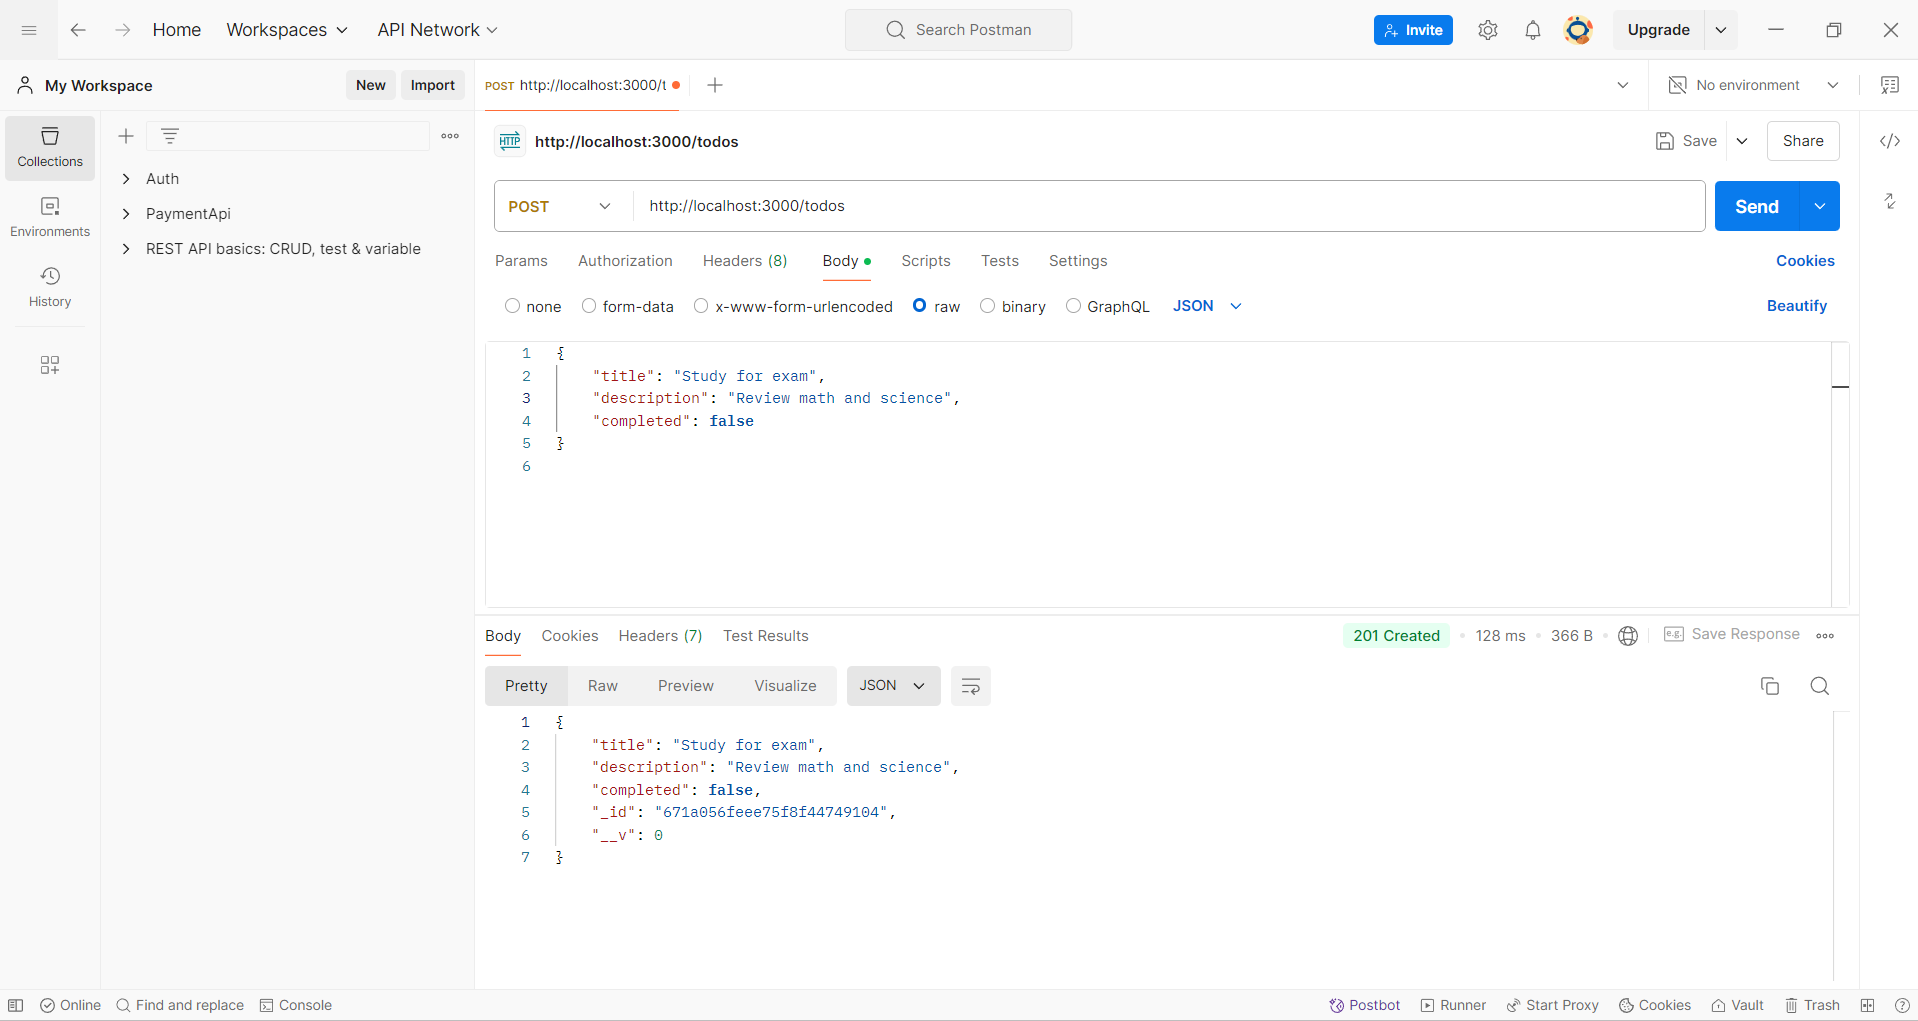 Home Workspaces API Network Search Postman Invite Upgrade
My Workspace New Import POST http://localhost:3000/t No environment
Collections
Environments
History
Auth
PaymentApi
REST API basics: CRUD, test & variable
HTTP http://localhost:3000/todos Save Share
POST http://localhost:3000/todos Send
Params Authorization Headers (8) Body Scripts Tests Settings Cookies
none form-data x-www-form-urlencoded raw binary GraphQL JSON Beautify
1 {
2 "title": "Study for exam",
3 "description": "Review math and science",
4 "completed": false
5 }
6
Body Cookies Headers (7) Test Results 201 Created 128 ms 366 B e.g. Save Response
Pretty Raw Preview Visualize JSON
1 {
2 "title": "Study for exam",
3 "description": "Review math and science",
4 "completed": false,
5 "_id": "671a056feee75f8f44749104",
6 "__v": 0
7 }
Online Find and replace Console Postbot Runner Start Proxy Cookies Vault Trash